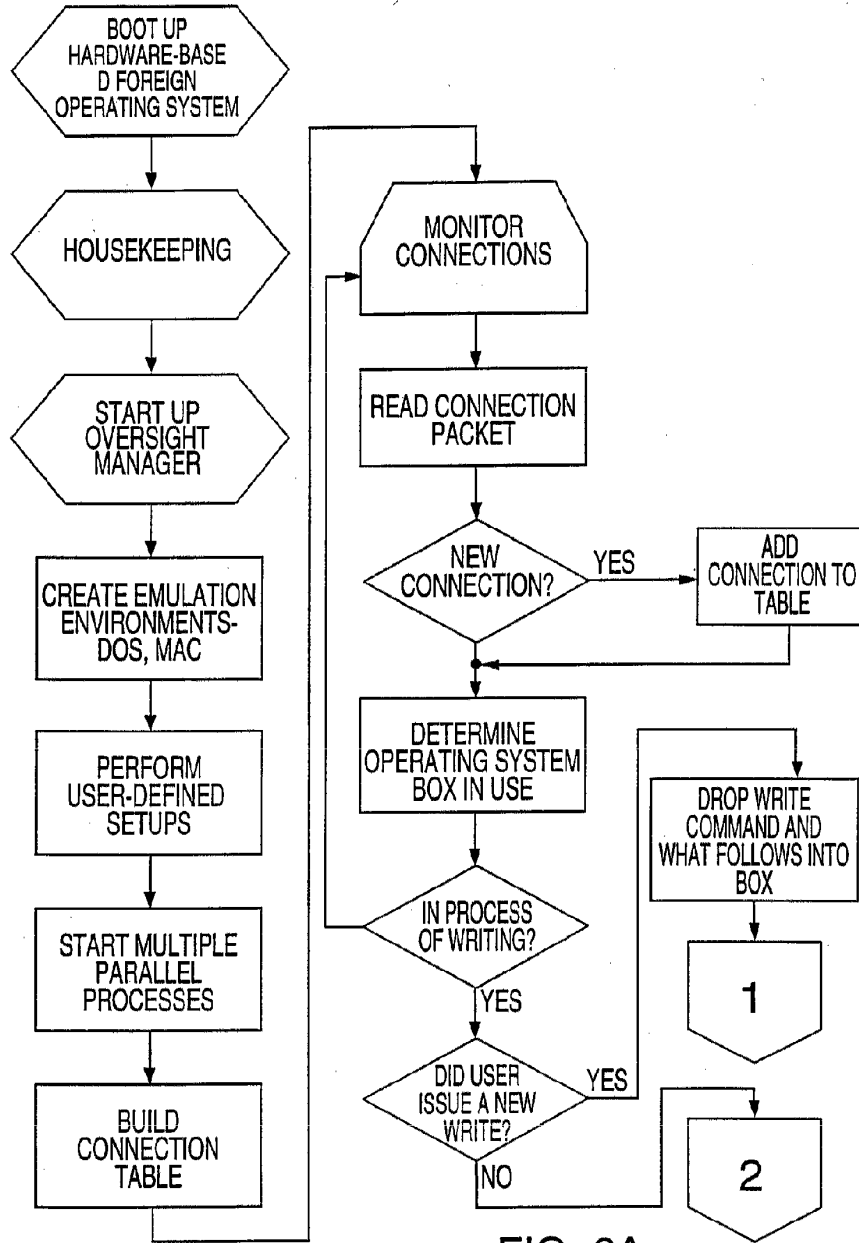 BOOT UP
HARDWARE-BASE
D FOREIGN
OPERATING SYSTEM
HOUSEKEEPING
START UP
OVERSIGHT
MANAGER
CREATE EMULATION
ENVIRONMENTS-
DOS, MAC
PERFORM
USER-DEFINED
SETUPS
START MULTIPLE
PARALLEL
PROCESSES
BUILD
CONNECTION
TABLE
MONITOR
CONNECTIONS
READ CONNECTION
PACKET
NEW
CONNECTION?
YES
ADD
CONNECTION TO
TABLE
DETERMINE
OPERATING SYSTEM
BOX IN USE
IN PROCESS
OF WRITING?
YES
DID USER
ISSUE A NEW
WRITE?
YES
NO
DROP WRITE
COMMAND AND
WHAT FOLLOWS INTO
BOX
1
2